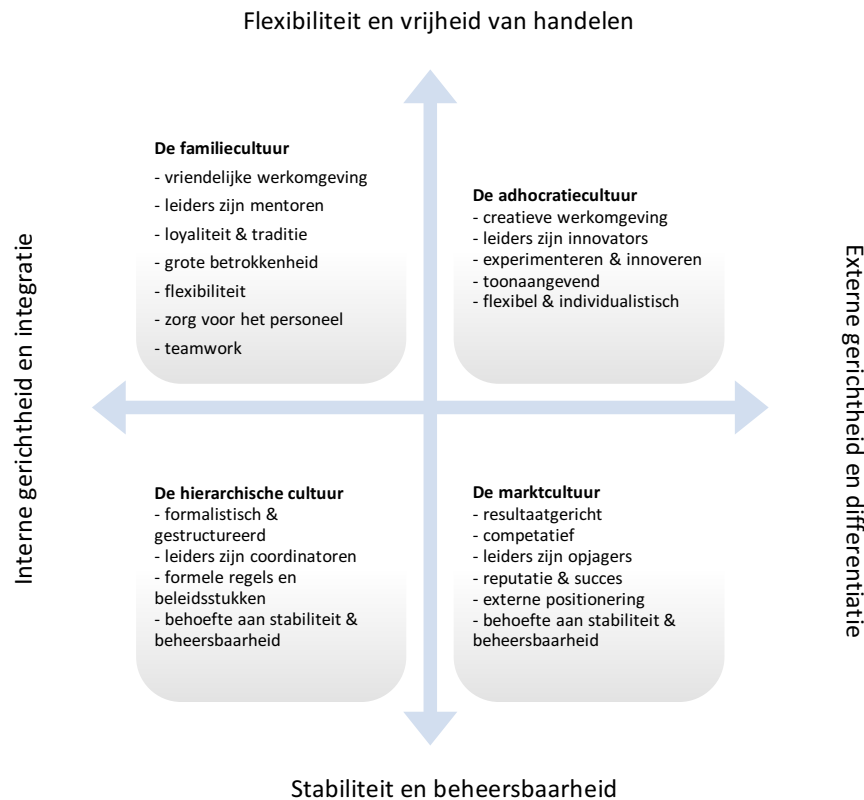 Flexibiliteit en vrijheid van handelen
Interne gerichtheid en integratie
De familiecultuur
- vriendelijke werkomgeving
- leiders zijn mentoren
- loyaliteit & traditie
- grote betrokkenheid
- flexibiliteit
- zorg voor het personeel
- teamwork
De adhocratiecultuur
- creatieve werkomgeving
- leiders zijn innovators
- experimenteren & innoveren
- toonaangevend
- flexibel & individualistisch
De hierarchische cultuur
- formalistisch &
gestructureerd
- leiders zijn coordinatoren
- formele regels en
beleidsstukken
- behoefte aan stabiliteit &
beheersbaarheid
De marktcultuur
- resultaatgericht
- competatief
- leiders zijn opjagers
- reputatie & succes
- externe positionering
- behoefte aan stabiliteit &
beheersbaarheid
Externe gerichtheid en differentiatie
Stabiliteit en beheersbaarheid